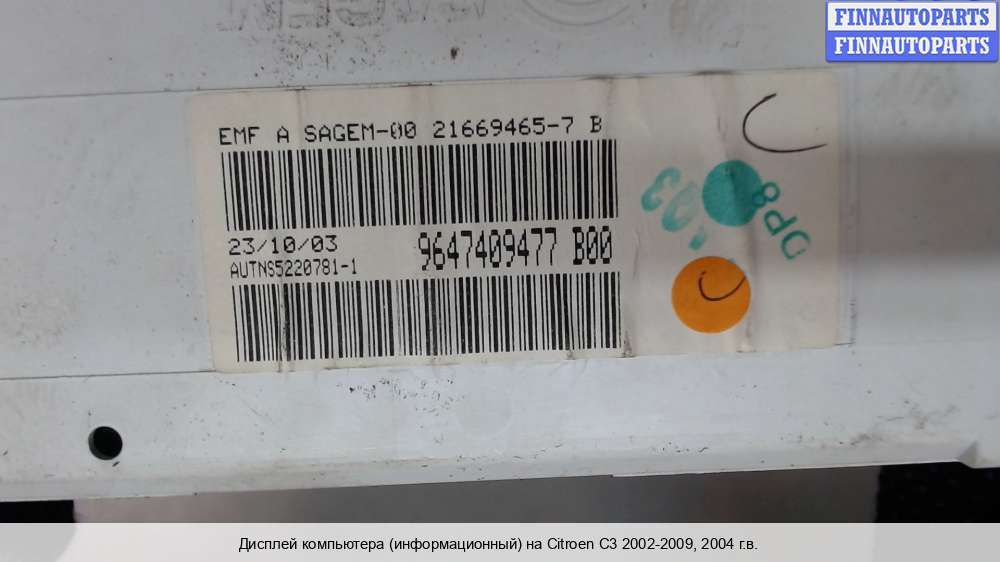 FINNAUTOPARTS
FINNAUTOPARTS
EMF A SAGEM-00 21669465-7 B
23/10/03
AUTNS5220781-1
9647409477 B00
DP8
Дисплей компьютера (информационный) на Citroen C3 2002-2009, 2004 г.в.